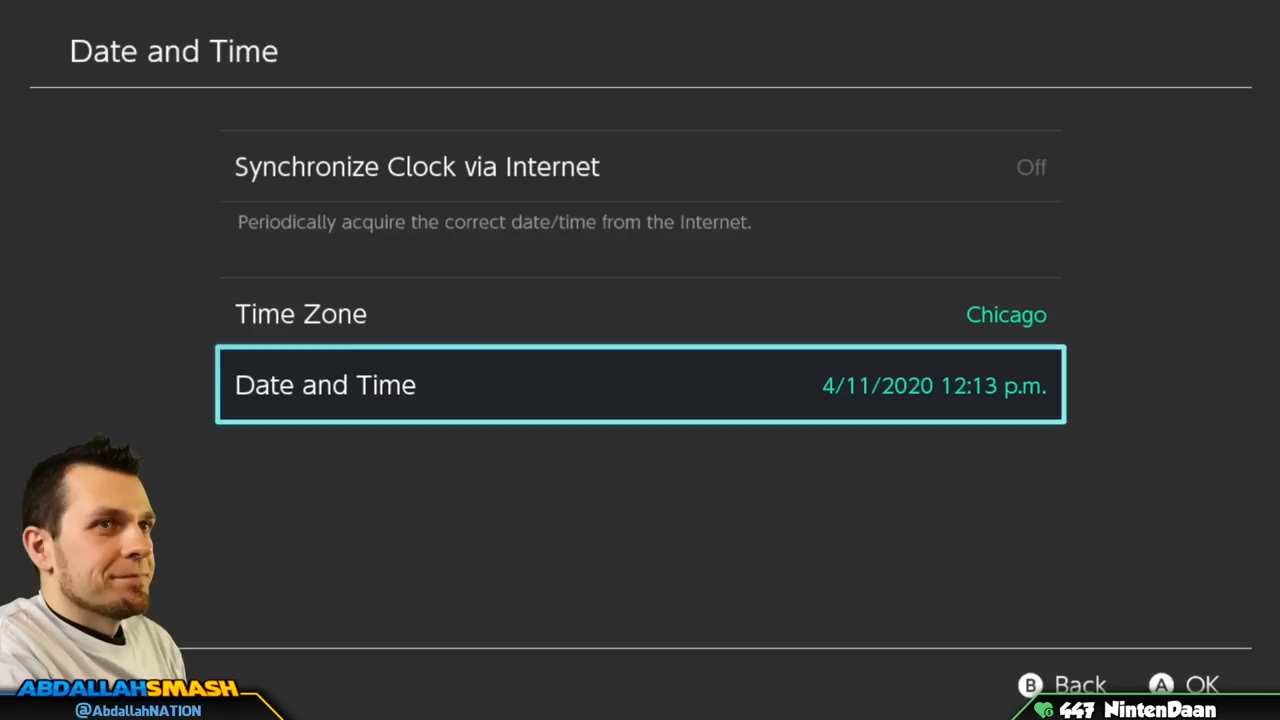 Date and Time
Synchronize Clock via Internet Off
Periodically acquire the correct date/time from the Internet.
Time Zone Chicago
Date and Time 4/11/2020 12:13 p.m.
B Back A OK
ABDALLAHSMASH
@AbdallahNATION
447 NintenDaan